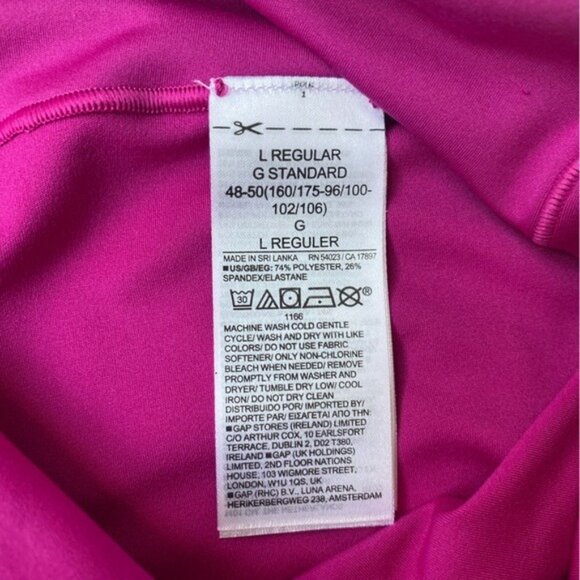 1
L REGULAR
G STANDARD
48-50(160/175-96/100-
102/106)
G
L REGULER
MADE IN SRI LANKA RN 54023 / CA 17897
■US/GB/EG: 74% POLYESTER, 26%
SPANDEX/ELASTANE
30
1166
MACHINE WASH COLD GENTLE
CYCLE/ WASH AND DRY WITH LIKE
COLORS/ DO NOT USE FABRIC
SOFTENER/ ONLY NON-CHLORINE
BLEACH WHEN NEEDED/ REMOVE
PROMPTLY FROM WASHER AND
DRYER/ TUMBLE DRY LOW/ COOL
IRON/ DO NOT DRY CLEAN
DISTRIBUIDO POR/ IMPORTED BY/
IMPORTE PAR/ ΕΙΣΑΓΕΤΑΙ ΑΠΟ ΤΗΝ:
■GAP STORES (IRELAND) LIMITED
C/O ARTHUR COX, 10 EARLSFORT
TERRACE, DUBLIN 2, D02 T380,
IRELAND ■GAP (UK HOLDINGS)
LIMITED, 2ND FLOOR NATIONS
HOUSE, 103 WIGMORE STREET,
LONDON, W1U 1QS, UK
■GAP (RHC) B.V., LUNA ARENA,
HERIKERBERGWEG 238, AMSTERDAM